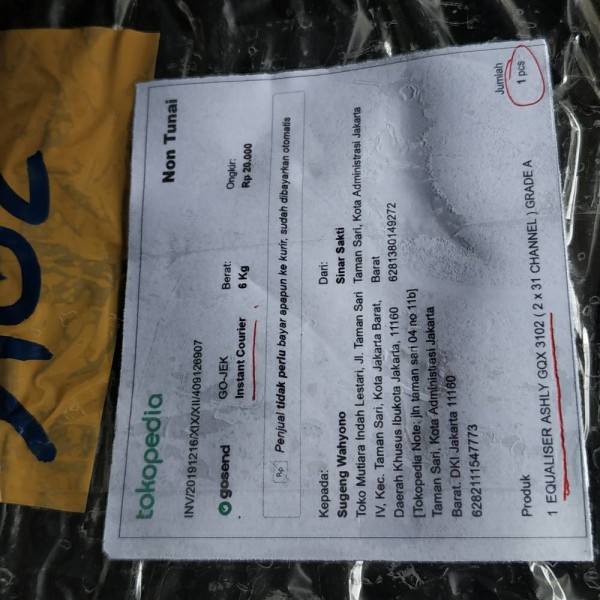 tokopedia
Non Tunai
INV/20191216/XIX/XII/409126907
gosend
GO-JEK
Instant Courier
Berat:
6 Kg
Ongkir:
Rp 20.000
Rp
Penjual tidak perlu bayar apapun ke kurir, sudah dibayarkan otomatis
Kepada:
Sugeng Wahyono
Toko Mutiara Indah Lestari, Jl. Taman Sari
IV, Kec. Taman Sari, Kota Jakarta Barat,
Daerah Khusus Ibukota Jakarta, 11160
[Tokopedia Note: jln taman sari 04 no 11b]
Taman Sari, Kota Administrasi Jakarta
Barat, DKI Jakarta 11160
6282111547773
Dari:
Sinar Sakti
Taman Sari, Kota Administrasi Jakarta
Barat
6281380149272
Produk
Jumlah
1 EQUALISER ASHLY GQX 3102 ( 2 x 31 CHANNEL ) GRADE A
1 pcs